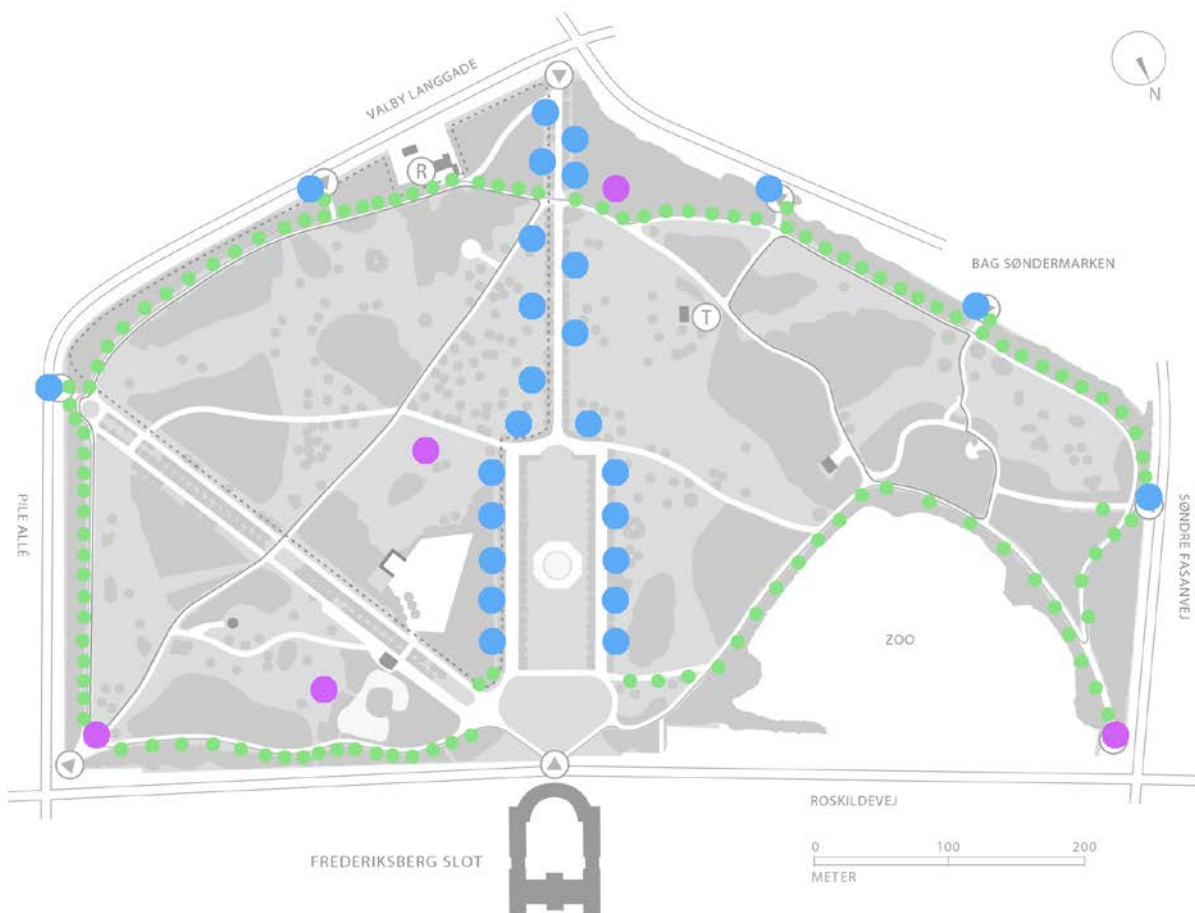 VALBY LANGGADE
N
R
BAG SØNDERMARKEN
T
PILE ALLÉ
SØNDRE FASANVEJ
ZOO
ROSKILDEVEJ
FREDERIKSBERG SLOT
0 100 200
METER